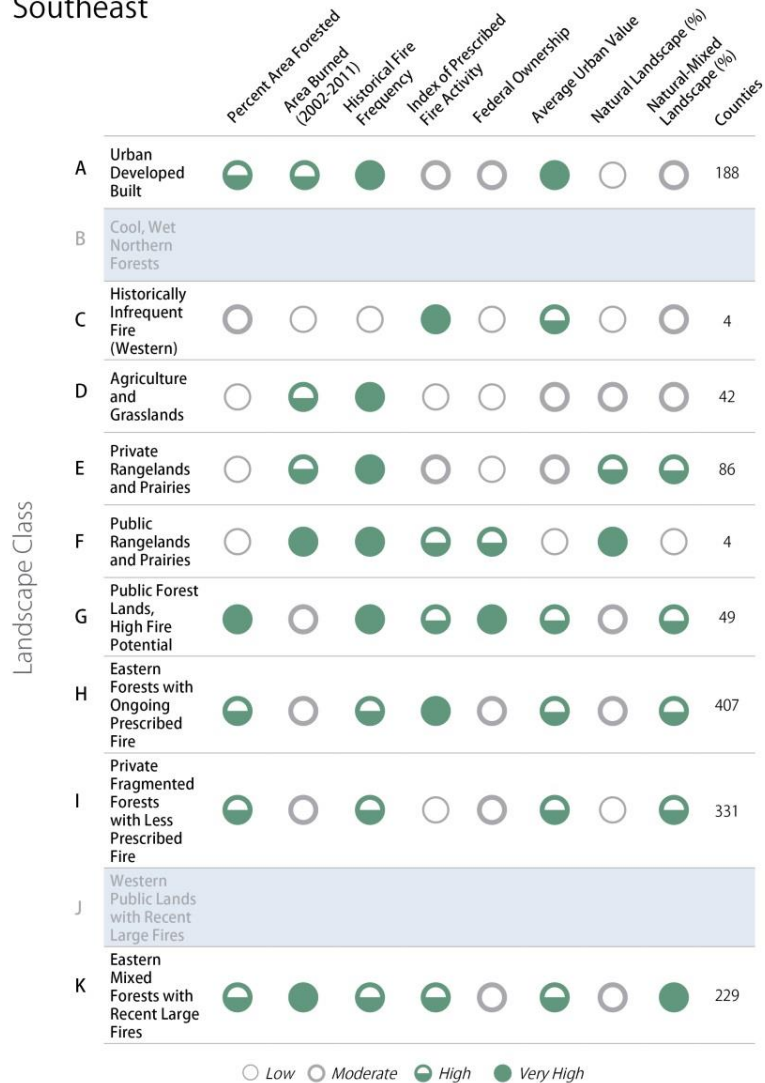 Southeast
Percent Area Forested
Area Burned
(2002-2011)
Historical Fire
Frequency
Index of Prescribed
Fire Activity
Federal Ownership
Average Urban Value
Natural Landscape (%)
Natural-Mixed
Landscape (%)
Counties
Landscape Class
A
Urban
Developed
Built
188
B
Cool, Wet
Northern
Forests
C
Historically
Infrequent
Fire
(Western)
4
D
Agriculture
and
Grasslands
42
E
Private
Rangelands
and Prairies
86
F
Public
Rangelands
and Prairies
4
G
Public Forest
Lands,
High Fire
Potential
49
H
Eastern
Forests with
Ongoing
Prescribed
Fire
407
I
Private
Fragmented
Forests
with Less
Prescribed
Fire
331
J
Western
Public Lands
with Recent
Large Fires
K
Eastern
Mixed
Forests with
Recent Large
Fires
229
Low Moderate High Very High